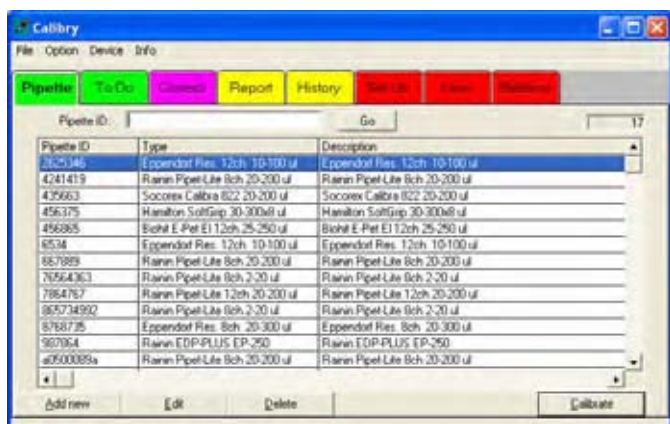 Calibry
File Option Device Info
Pipette To Do Report History
Pipette ID: Go 17
Pipette ID Type Description
2625346 Eppendorf Res. 12ch 10-100 ul Eppendorf Res. 12ch 10-100 ul
4241419 Rainin Pipet-Lite 8ch 20-200 ul Rainin Pipet-Lite 8ch 20-200 ul
435663 Socorex Calibra 822 20-200 ul Socorex Calibra 822 20-200 ul
456375 Hamilton SoftGrip 30-300x8 ul Hamilton SoftGrip 30-300x8 ul
456865 Biohit E-Pet El 12ch 25-250 ul Biohit E-Pet El 12ch 25-250 ul
6534 Eppendorf Res. 12ch 10-100 ul Eppendorf Res. 12ch 10-100 ul
667889 Rainin Pipet-Lite 8ch 20-200 ul Rainin Pipet-Lite 8ch 20-200 ul
76564363 Rainin Pipet-Lite 8ch 2-20 ul Rainin Pipet-Lite 8ch 2-20 ul
7864767 Rainin Pipet-Lite 12ch 20-200 ul Rainin Pipet-Lite 12ch 20-200 ul
865734992 Rainin Pipet-Lite 8ch 2-20 ul Rainin Pipet-Lite 8ch 2-20 ul
8768735 Eppendorf Res. 8ch 20-300 ul Eppendorf Res. 8ch 20-300 ul
987064 Rainin EDP-PLUS EP-250 Rainin EDP-PLUS EP-250
a0500089a Rainin Pipet-Lite 8ch 20-200 ul Rainin Pipet-Lite 8ch 20-200 ul
Add new Edit Delete Calibrate